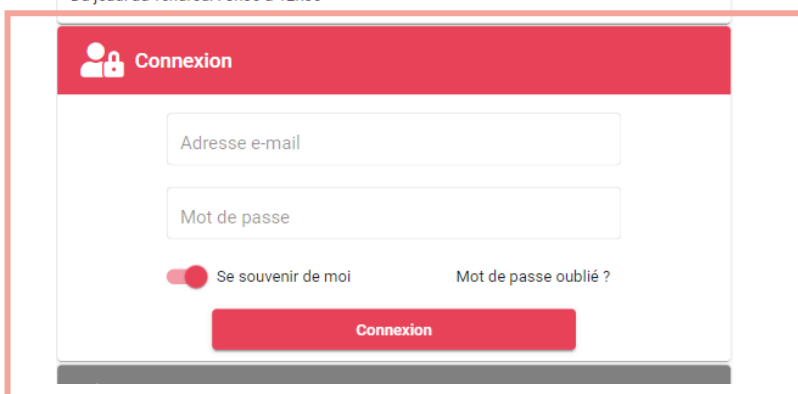 Connexion
Adresse e-mail
Mot de passe
Se souvenir de moi
Mot de passe oublié ?
Connexion